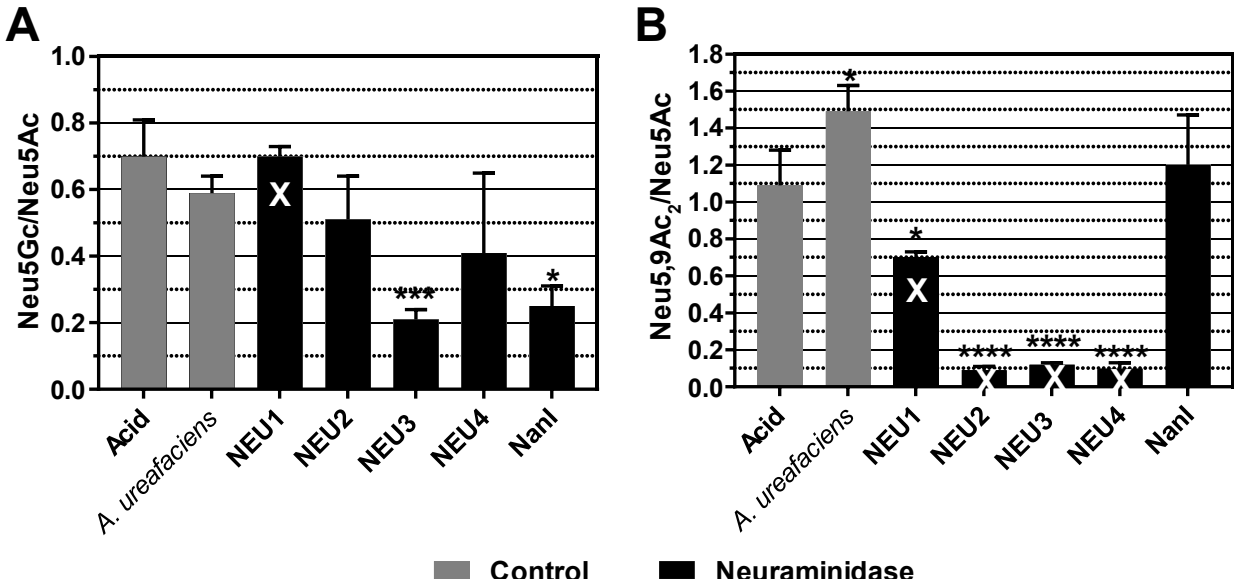 A
Neu5Gc/Neu5Ac
1.0
0.8
0.6
0.4
0.2
0.0
X
***
*
Acid
A. ureafaciens
NEU1
NEU2
NEU3
NEU4
NanI
B
Neu5,9Ac2/Neu5Ac
1.8
1.6
1.4
1.2
1.0
0.8
0.6
0.4
0.2
0.0
*
*
X
****
X
****
X
****
X
Acid
A. ureafaciens
NEU1
NEU2
NEU3
NEU4
NanI
Control
Neuraminidase